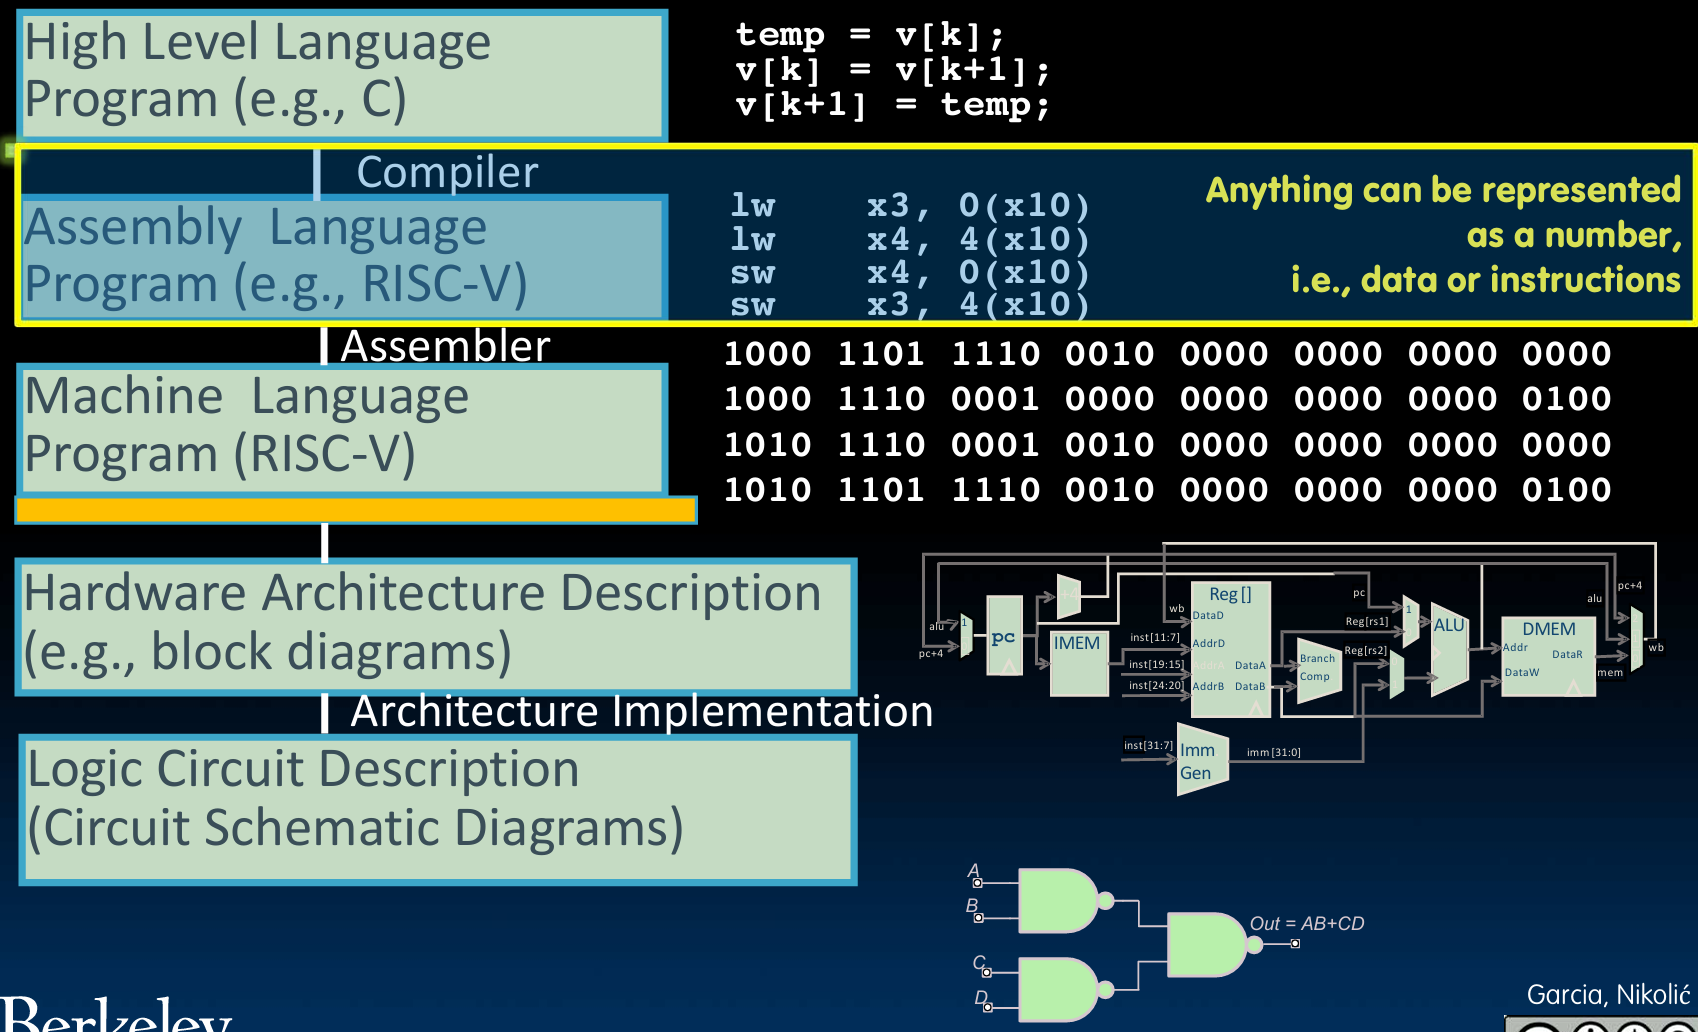 High Level Language
Program (e.g., C)
temp = v[k];
v[k] = v[k+1];
v[k+1] = temp;
Compiler
Assembly Language
Program (e.g., RISC-V)
lw x3, 0(x10)
lw x4, 4(x10)
sw x4, 0(x10)
sw x3, 4(x10)
Anything can be represented
as a number,
i.e., data or instructions
Assembler
Machine Language
Program (RISC-V)
1000 1101 1110 0010 0000 0000 0000 0000
1000 1110 0001 0000 0000 0000 0000 0100
1010 1110 0001 0010 0000 0000 0000 0000
1010 1101 1110 0010 0000 0000 0000 0100
Hardware Architecture Description
(e.g., block diagrams)
alu
pc+4
1
pc
+4
IMEM
inst[11:7]
inst[19:15]
inst[24:20]
wb
Reg[]
DataD
AddrD
AddrA
AddrB
DataA
DataB
Branch
Comp
pc
Reg[rs1]
Reg[rs2]
1
ALU
DMEM
Addr
DataR
DataW
pc+4
alu
mem
wb
inst[31:7]
Imm
Gen
imm[31:0]
Architecture Implementation
Logic Circuit Description
(Circuit Schematic Diagrams)
A
B
C
D
Out = AB+CD
Berkeley
Garcia, Nikolić